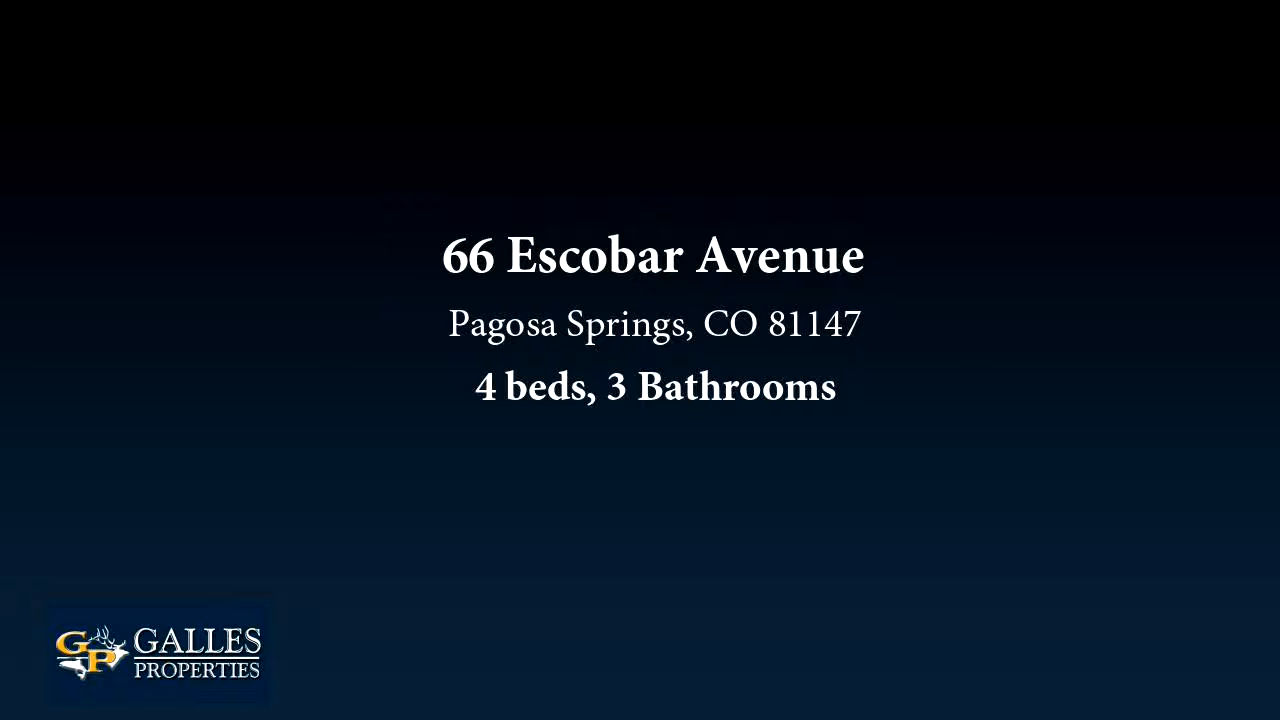 66 Escobar Avenue
Pagosa Springs, CO 81147
4 beds, 3 Bathrooms
GP GALLES
PROPERTIES